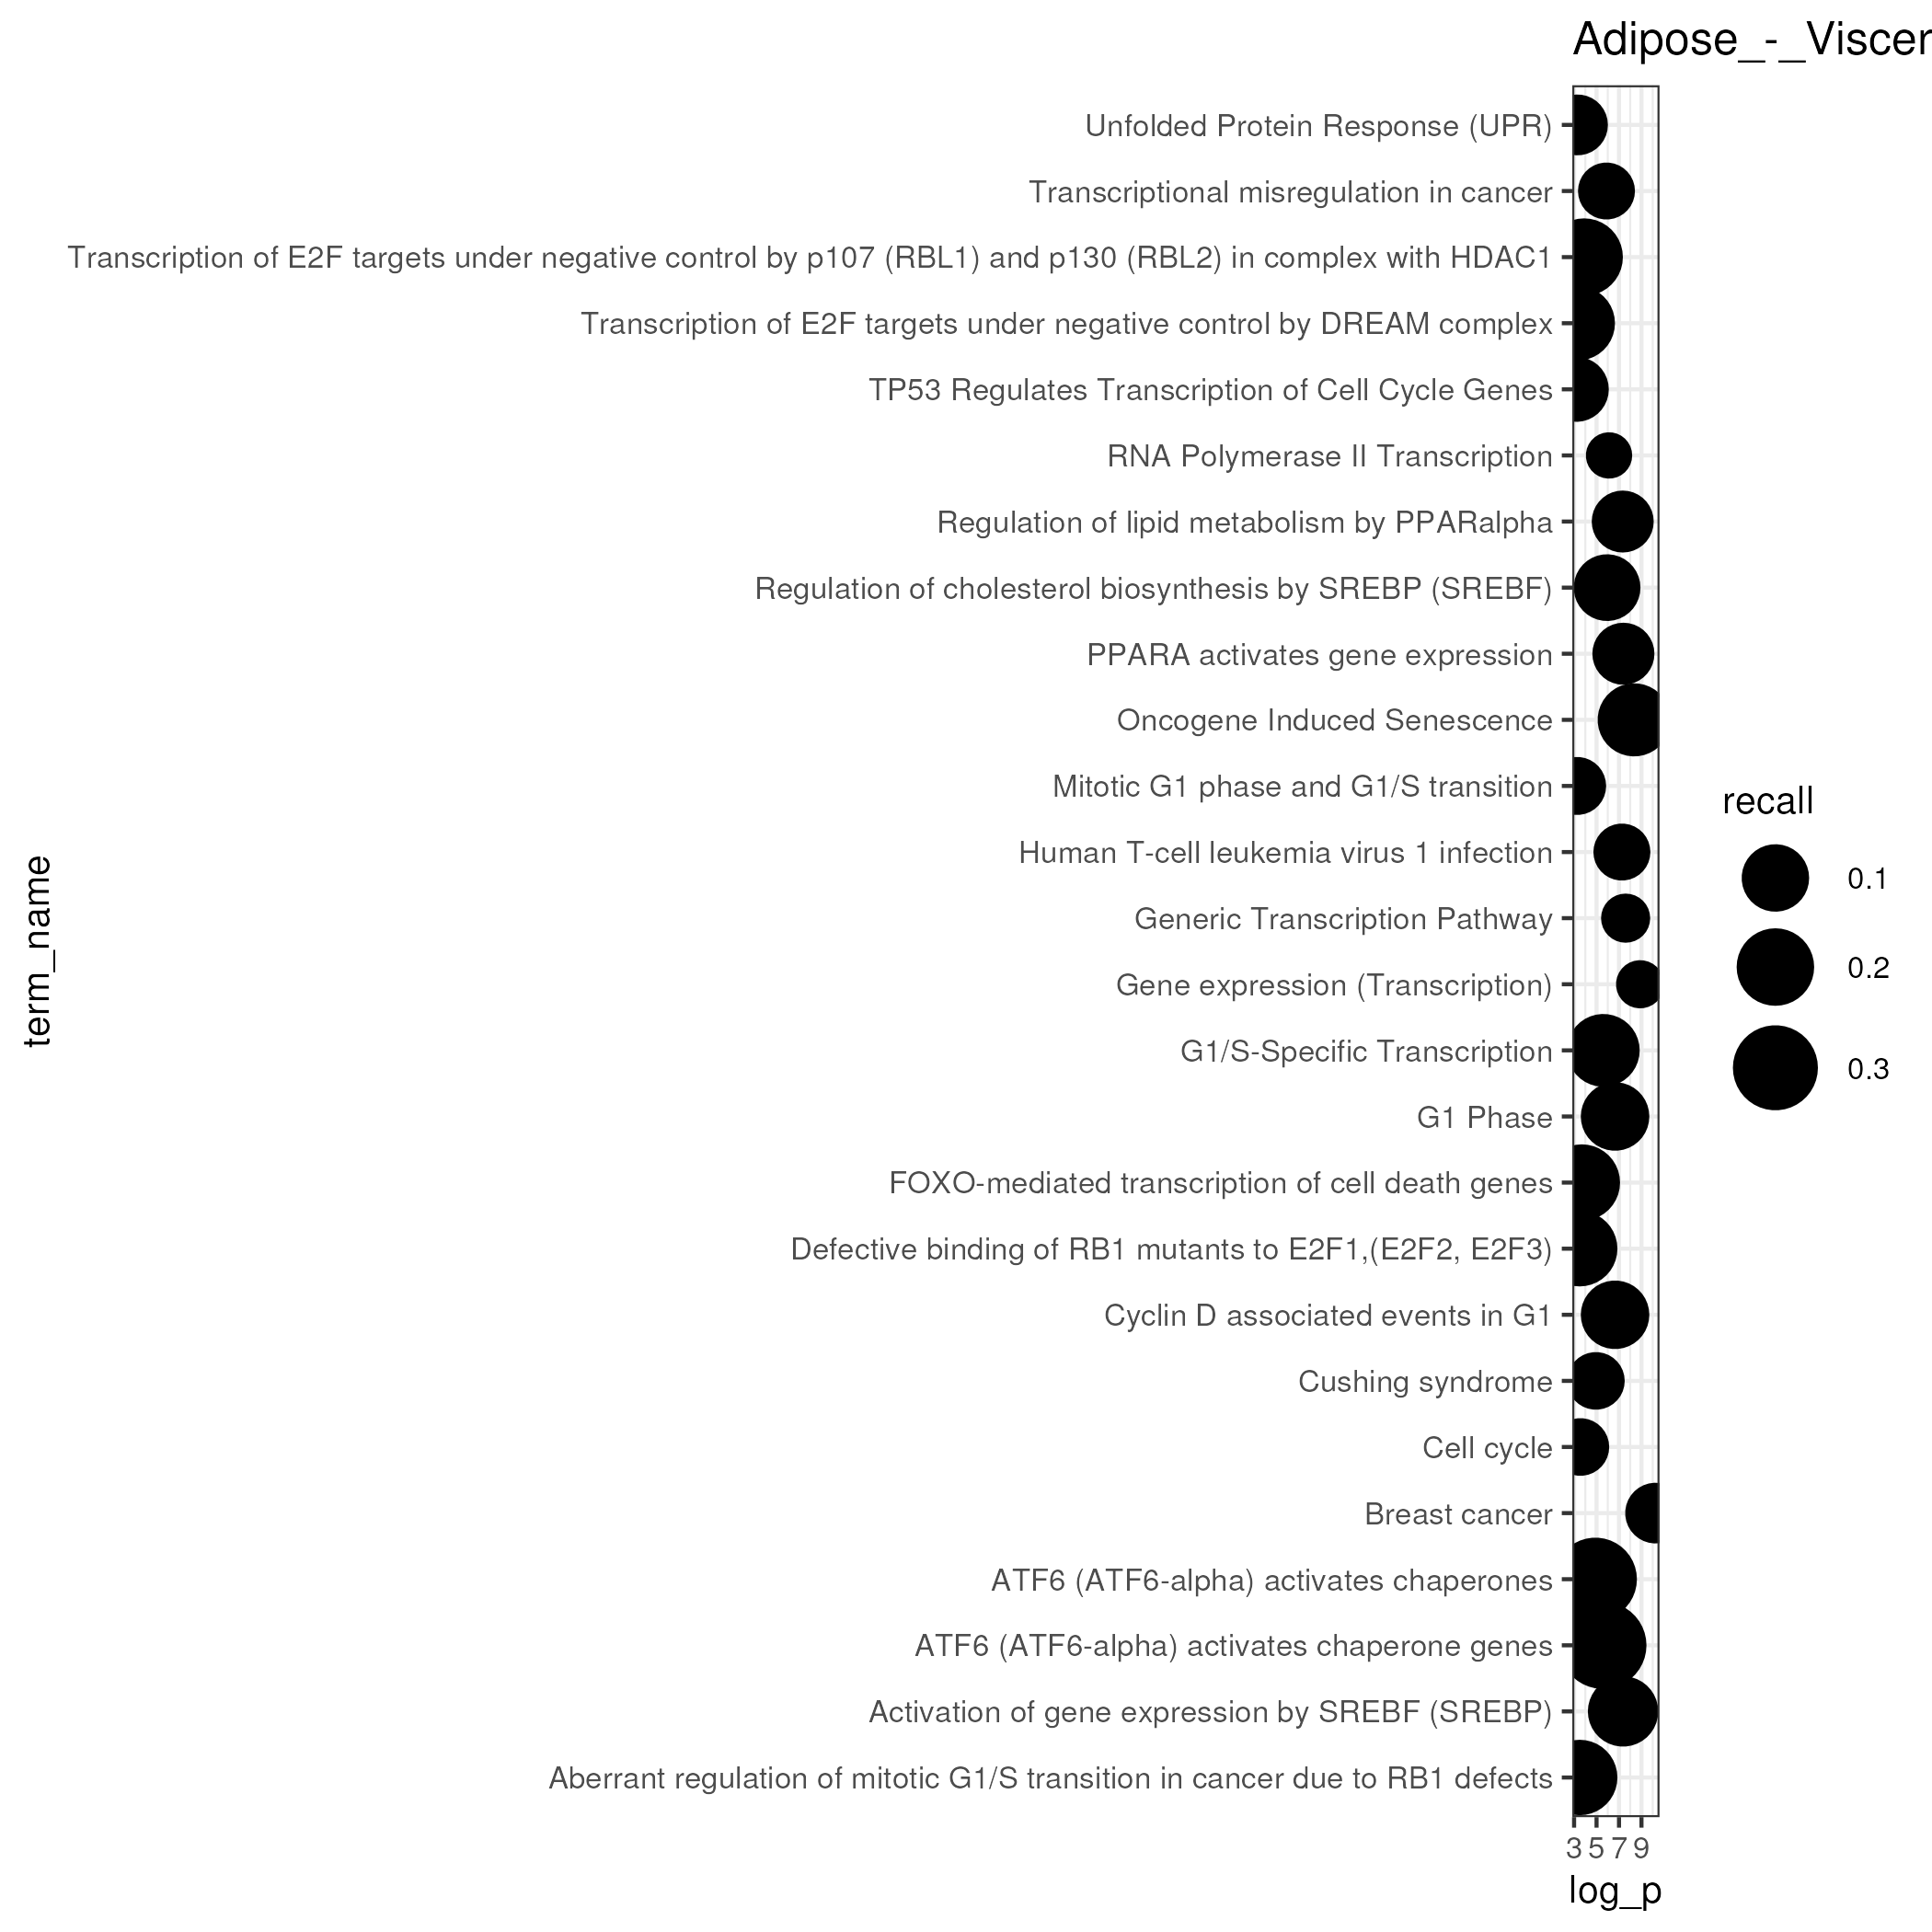 Adipose_-_Viscer
Unfolded Protein Response (UPR)
Transcriptional misregulation in cancer
Transcription of E2F targets under negative control by p107 (RBL1) and p130 (RBL2) in complex with HDAC1
Transcription of E2F targets under negative control by DREAM complex
TP53 Regulates Transcription of Cell Cycle Genes
RNA Polymerase II Transcription
Regulation of lipid metabolism by PPARalpha
Regulation of cholesterol biosynthesis by SREBP (SREBF)
PPARA activates gene expression
Oncogene Induced Senescence
Mitotic G1 phase and G1/S transition
Human T-cell leukemia virus 1 infection
Generic Transcription Pathway
Gene expression (Transcription)
G1/S-Specific Transcription
G1 Phase
FOXO-mediated transcription of cell death genes
Defective binding of RB1 mutants to E2F1,(E2F2, E2F3)
Cyclin D associated events in G1
Cushing syndrome
Cell cycle
Breast cancer
ATF6 (ATF6-alpha) activates chaperones
ATF6 (ATF6-alpha) activates chaperone genes
Activation of gene expression by SREBF (SREBP)
Aberrant regulation of mitotic G1/S transition in cancer due to RB1 defects
term_name
3 5 7 9
log_p
recall
0.1
0.2
0.3